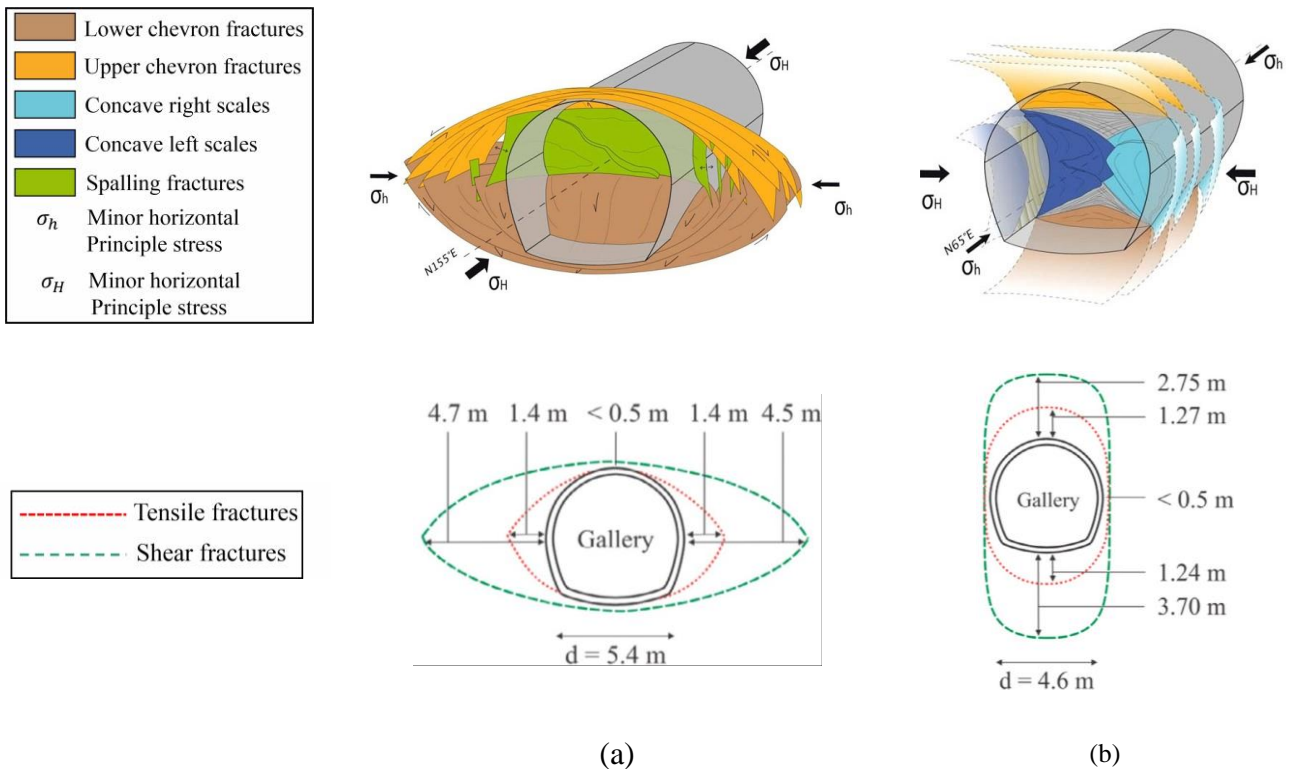 Lower chevron fractures
Upper chevron fractures
Concave right scales
Concave left scales
Spalling fractures
σh Minor horizontal
Principle stress
σH Minor horizontal
Principle stress
σH
σh
σh
N155°E
σH
σh
σH
σH
N65°E
σh
Tensile fractures
Shear fractures
4.7 m 1.4 m < 0.5 m 1.4 m 4.5 m
Gallery
d = 5.4 m
2.75 m
1.27 m
Gallery
< 0.5 m
1.24 m
3.70 m
d = 4.6 m
(a)
(b)